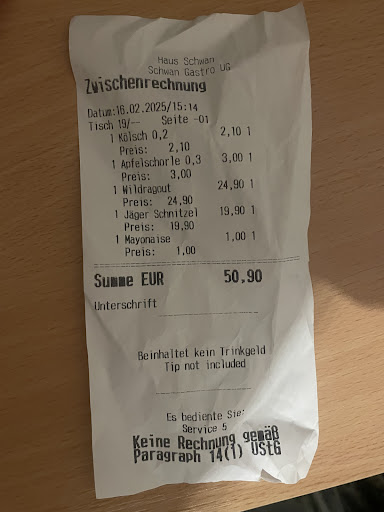 Haus Schwan
Schwan Gastro UG
Zwischenrechnung
Datum:16.02.2025/15:14
Tisch 19/-- Seite -01
1 Kölsch 0,2 2,10 1
Preis: 2,10
1 Apfelschorle 0,3 3,00 1
Preis: 3,00
1 Wildragout 24,90 1
Preis: 24,90
1 Jäger Schnitzel 19,90 1
Preis: 19,90
1 Mayonaise 1,00 1
Preis: 1,00
Summe EUR 50,90
Unterschrift
Beinhaltet kein Trinkgeld
Tip not included
Es bediente Sie:
Service 5
Keine Rechnung gemäß
Paragraph 14(1) UStG